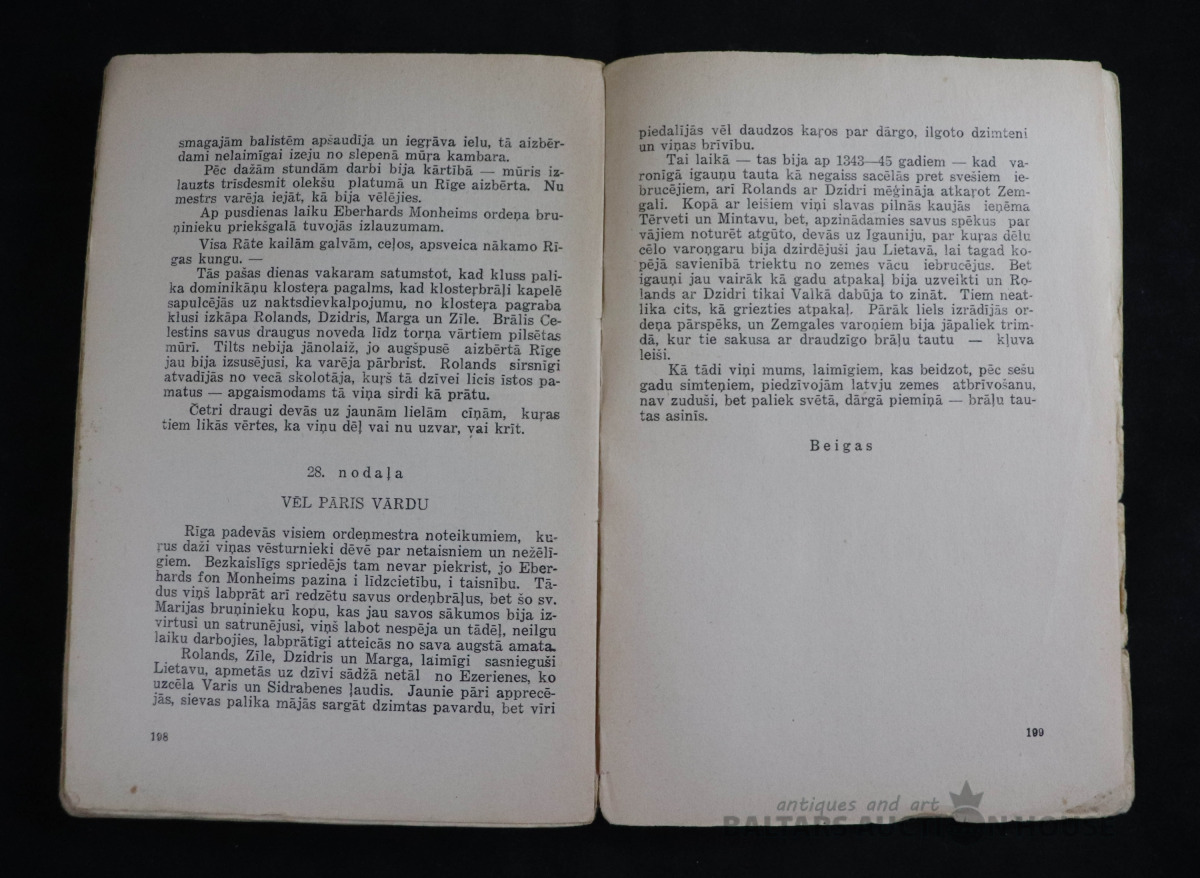 smagajām balistēm apšaudīja un iegŗāva ielu, tā aizbēr-
dami nelaimīgai izeju no slepenā mūŗa kambara.
Pēc dažām stundām darbi bija kārtībā — mūris iz-
lauzts trīsdesmit olekšu platumā un Rīge aizbērta. Nu
mestrs varēja iejāt, kā bija vēlējies.
Ap pusdienas laiku Eberhards Monheims ordeņa bru-
ņinieku priekšgalā tuvojās izlauzumam.
Visa Rāte kailām galvām, ceļos, apsveica nākamo Rī-
gas kungu. —
Tās pašas dienas vakaram satumstot, kad kluss pali-
ka dominikāņu klosteŗa pagalms, kad klosterbrāļi kapelē
sapulcējās uz naktsdievkalpojumu, no klosteŗa pagraba
klusi izkāpa Rolands, Dzidris, Marga un Zīle. Brālis Ce-
lestins savus draugus noveda līdz torņa vārtiem pilsētas
mūrī. Tilts nebija jānolaiž, jo augšpusē aizbērtā Rīge
jau bija izsusējusi, ka varēja pārbrist. Rolands sirsnīgi
atvadījās no vecā skolotāja, kuŗš tā dzīvei licis īstos pa-
matus — apgaismodams tā viņa sirdi kā prātu.
Četri draugi devās uz jaunām lielām cīņām, kuŗas
tiem likās vērtes, ka viņu dēļ vai nu uzvar, vai krīt.
28. nodaļa
VĒL PĀRIS VĀRDU
Rīga padevās visiem ordeņmestra noteikumiem, ku-
ŗus daži viņas vēsturnieki dēvē par netaisniem un nežēlī-
giem. Bezkaislīgs spriedējs tam nevar piekrist, jo Eber-
hards fon Monheims pazina i līdzcietību, i taisnību. Tā-
dus viņš labprāt arī redzētu savus ordeņbrāļus, bet šo sv.
Marijas bruņinieku kopu, kas jau savos sākumos bija iz-
virtusi un satrunējusi, viņš labot nespēja un tādēļ, neilgu
laiku darbojies, labprātīgi atteicās no sava augstā amata.
Rolands, Zīle, Dzidris un Marga, laimīgi sasnieguši
Lietavu, apmetās uz dzīvi sādžā netāl no Ezerienes, ko
uzcēla Varis un Sidrabenes ļaudis. Jaunie pāri apprecē-
jās, sievas palika mājās sargāt dzimtas pavardu, bet vīri
198
piedalījās vēl daudzos kaŗos par dārgo, ilgoto dzimteni
un viņas brīvību.
Tai laikā — tas bija ap 1343—45 gadiem — kad va-
ronīgā igauņu tauta kā negaiss sacēlās pret svešiem ie-
brucējiem, arī Rolands ar Dzidri mēģināja atkaŗot Zem-
gali. Kopā ar leišiem viņi slavas pilnās kaujās ieņēma
Tērveti un Mintavu, bet, apzinādamies savus spēkus par
vājiem noturēt atgūto, devās uz Igauniju, par kuŗas dēlu
cēlo varoņgaru bija dzirdējuši jau Lietavā, lai tagad ko-
pējā savienībā triektu no zemes vācu iebrucējus. Bet
igauņi jau vairāk kā gadu atpakaļ bija uzveikti un Ro-
lands ar Dzidri tikai Valkā dabūja to zināt. Tiem neat-
lika cits, kā griezties atpakaļ. Pārāk liels izrādījās or-
deņa pārspēks, un Zemgales varoņiem bija jāpaliek trim-
dā, kur tie sakusa ar draudzīgo brāļu tautu — kļuva
leiši.
Kā tādi viņi mums, laimīgiem, kas beidzot, pēc sešu
gadu simteņiem, piedzīvojām latvju zemes atbrīvošanu,
nav zuduši, bet paliek svētā, dārgā piemiņā — brāļu tau-
tas asinīs.
Beigas
199
antiques and art
BALTARS AUCTION HOUSE